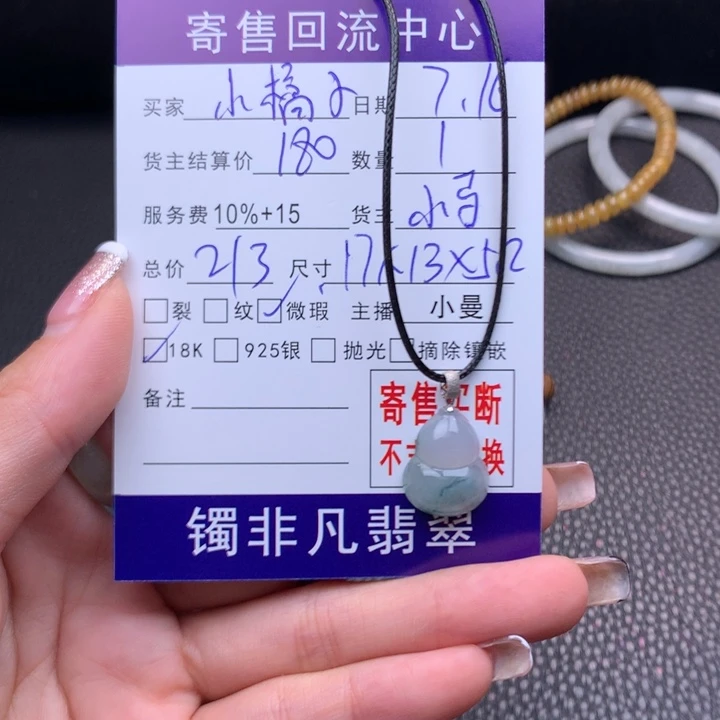 寄售回流中心
买家 小橘子 日期 7.16
货主结算价 180 数量 1
服务费 10%+15 货主 小弓
总价 213 尺寸 17×13×5.2
裂 纹 微瑕 主播 小曼
18K 925银 抛光 摘除镶嵌
备注
寄售买断
不 换
镯非凡翡翠